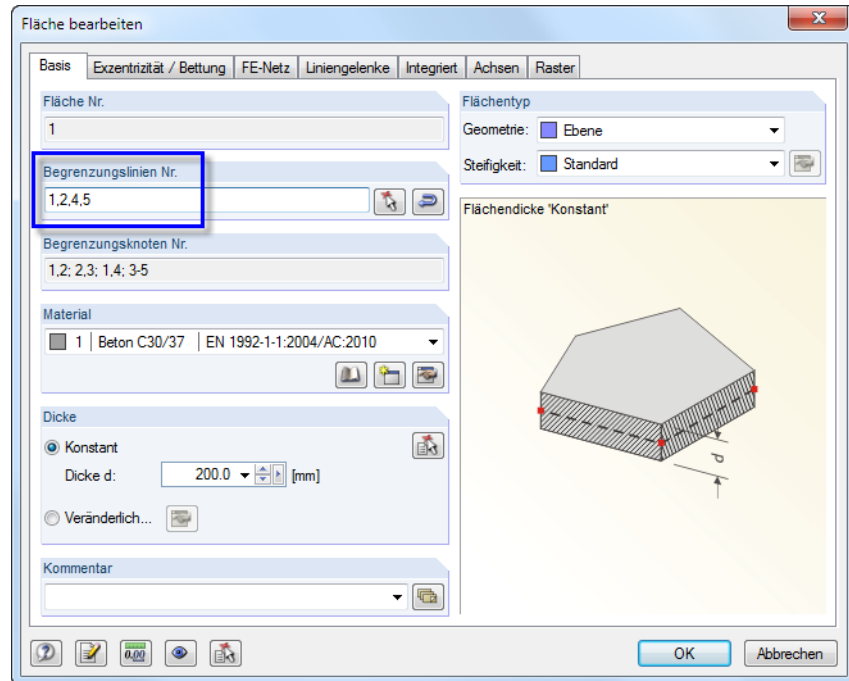 Fläche bearbeiten
Basis
Exzentrizität / Bettung
FE-Netz
Liniengelenke
Integriert
Achsen
Raster
Fläche Nr.
1
Begrenzungslinien Nr.
1,2,4,5
Begrenzungsknoten Nr.
1,2; 2,3; 1,4; 3-5
Material
1 Beton C30/37 EN 1992-1-1:2004/AC:2010
Dicke
Konstant
Dicke d: 200.0 [mm]
Veränderlich...
Kommentar
Flächentyp
Geometrie: Ebene
Steifigkeit: Standard
Flächendicke 'Konstant'
d
0,00
OK
Abbrechen